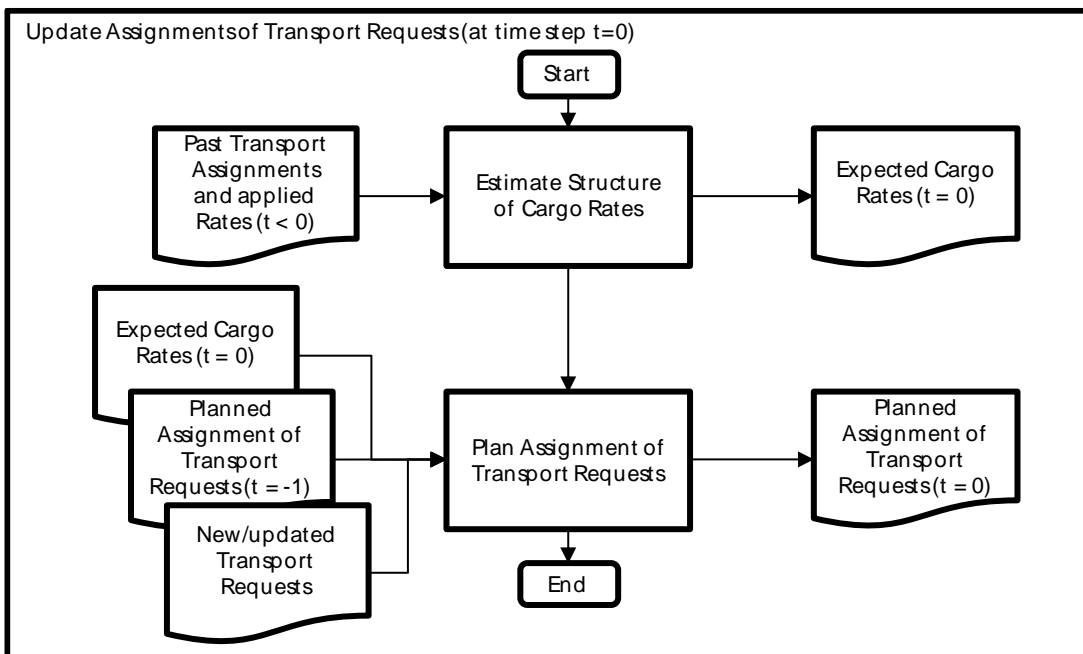 Update Assignments of Transport Requests (at time step t=0)
Start
Past Transport
Assignments
and applied
Rates (t < 0)
Estimate Structure
of Cargo Rates
Expected Cargo
Rates (t = 0)
Expected Cargo
Rates (t = 0)
Planned
Assignment of
Transport
Requests (t = -1)
New/updated
Transport
Requests
Plan Assignment of
Transport Requests
Planned
Assignment of
Transport
Requests (t = 0)
End